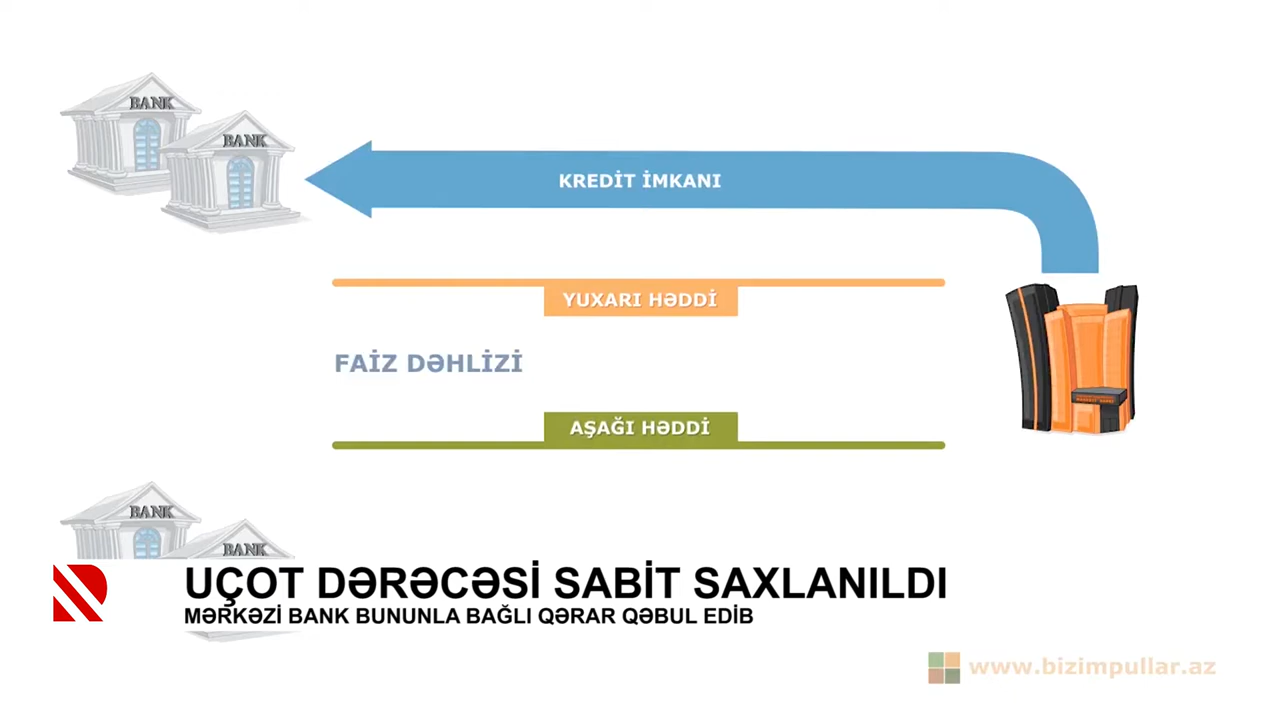 BANK
BANK
KREDİT İMKANI
YUXARI HƏDDİ
FAİZ DƏHLİZİ
AŞAĞI HƏDDİ
BANK
BANK
UÇOT DƏRƏCƏSİ SABİT SAXLANILDI
MƏRKƏZİ BANK BUNUNLA BAĞLI QƏRAR QƏBUL EDİB
www.bizimpullar.az